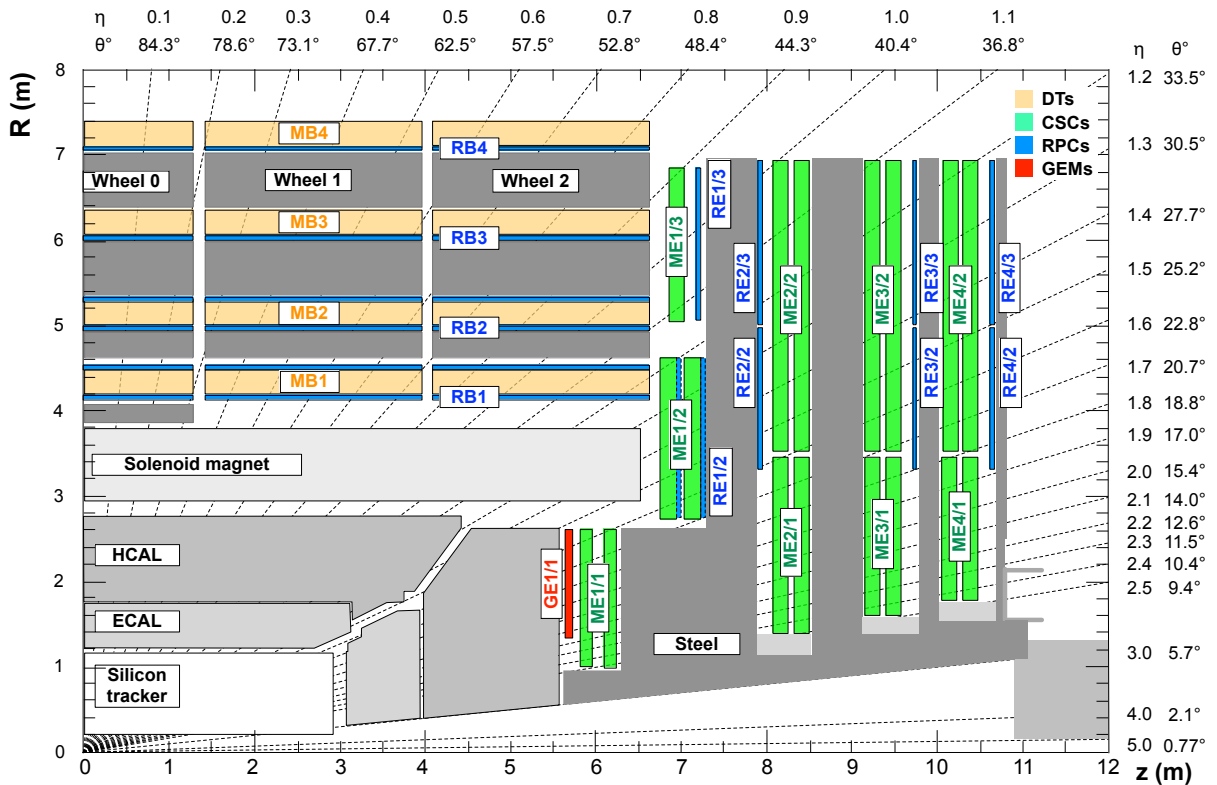 η 0.1 0.2 0.3 0.4 0.5 0.6 0.7 0.8 0.9 1.0 1.1
θ° 84.3° 78.6° 73.1° 67.7° 62.5° 57.5° 52.8° 48.4° 44.3° 40.4° 36.8° η θ°
R (m)
8
7
6
5
4
3
2
1
0
1.2 33.5°
1.3 30.5°
1.4 27.7°
1.5 25.2°
1.6 22.8°
1.7 20.7°
1.8 18.8°
1.9 17.0°
2.0 15.4°
2.1 14.0°
2.2 12.6°
2.3 11.5°
2.4 10.4°
2.5 9.4°
3.0 5.7°
4.0 2.1°
5.0 0.77°
DTs
CSCs
RPCs
GEMs
MB4
RB4
Wheel 0
Wheel 1
Wheel 2
MB3
RB3
MB2
RB2
MB1
RB1
Solenoid magnet
HCAL
ECAL
Silicon
tracker
Steel
GE1/1
ME1/1
ME1/2
RE1/2
ME1/3
RE1/3
RE2/3
RE2/2
ME2/2
ME2/1
ME3/2
ME3/1
RE3/3
RE3/2
ME4/2
ME4/1
RE4/3
RE4/2
0 1 2 3 4 5 6 7 8 9 10 11 12
z (m)